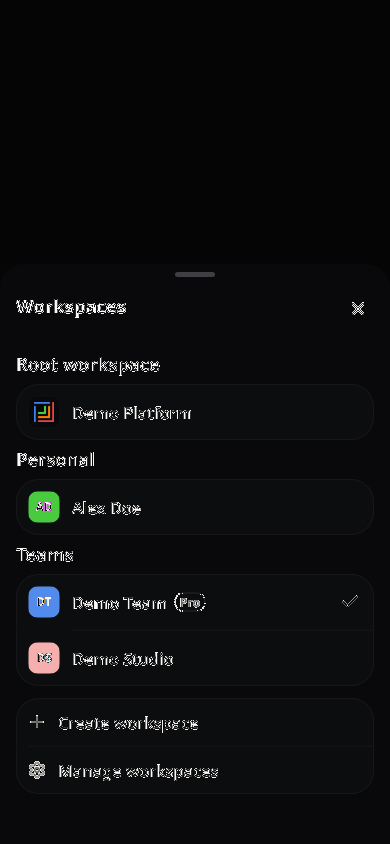 Workspaces
Root workspace
Demo Platform
Personal
AD
Alex Doe
Teams
DT
Demo Team Pro
DS
Demo Studio
Create workspace
Manage workspaces